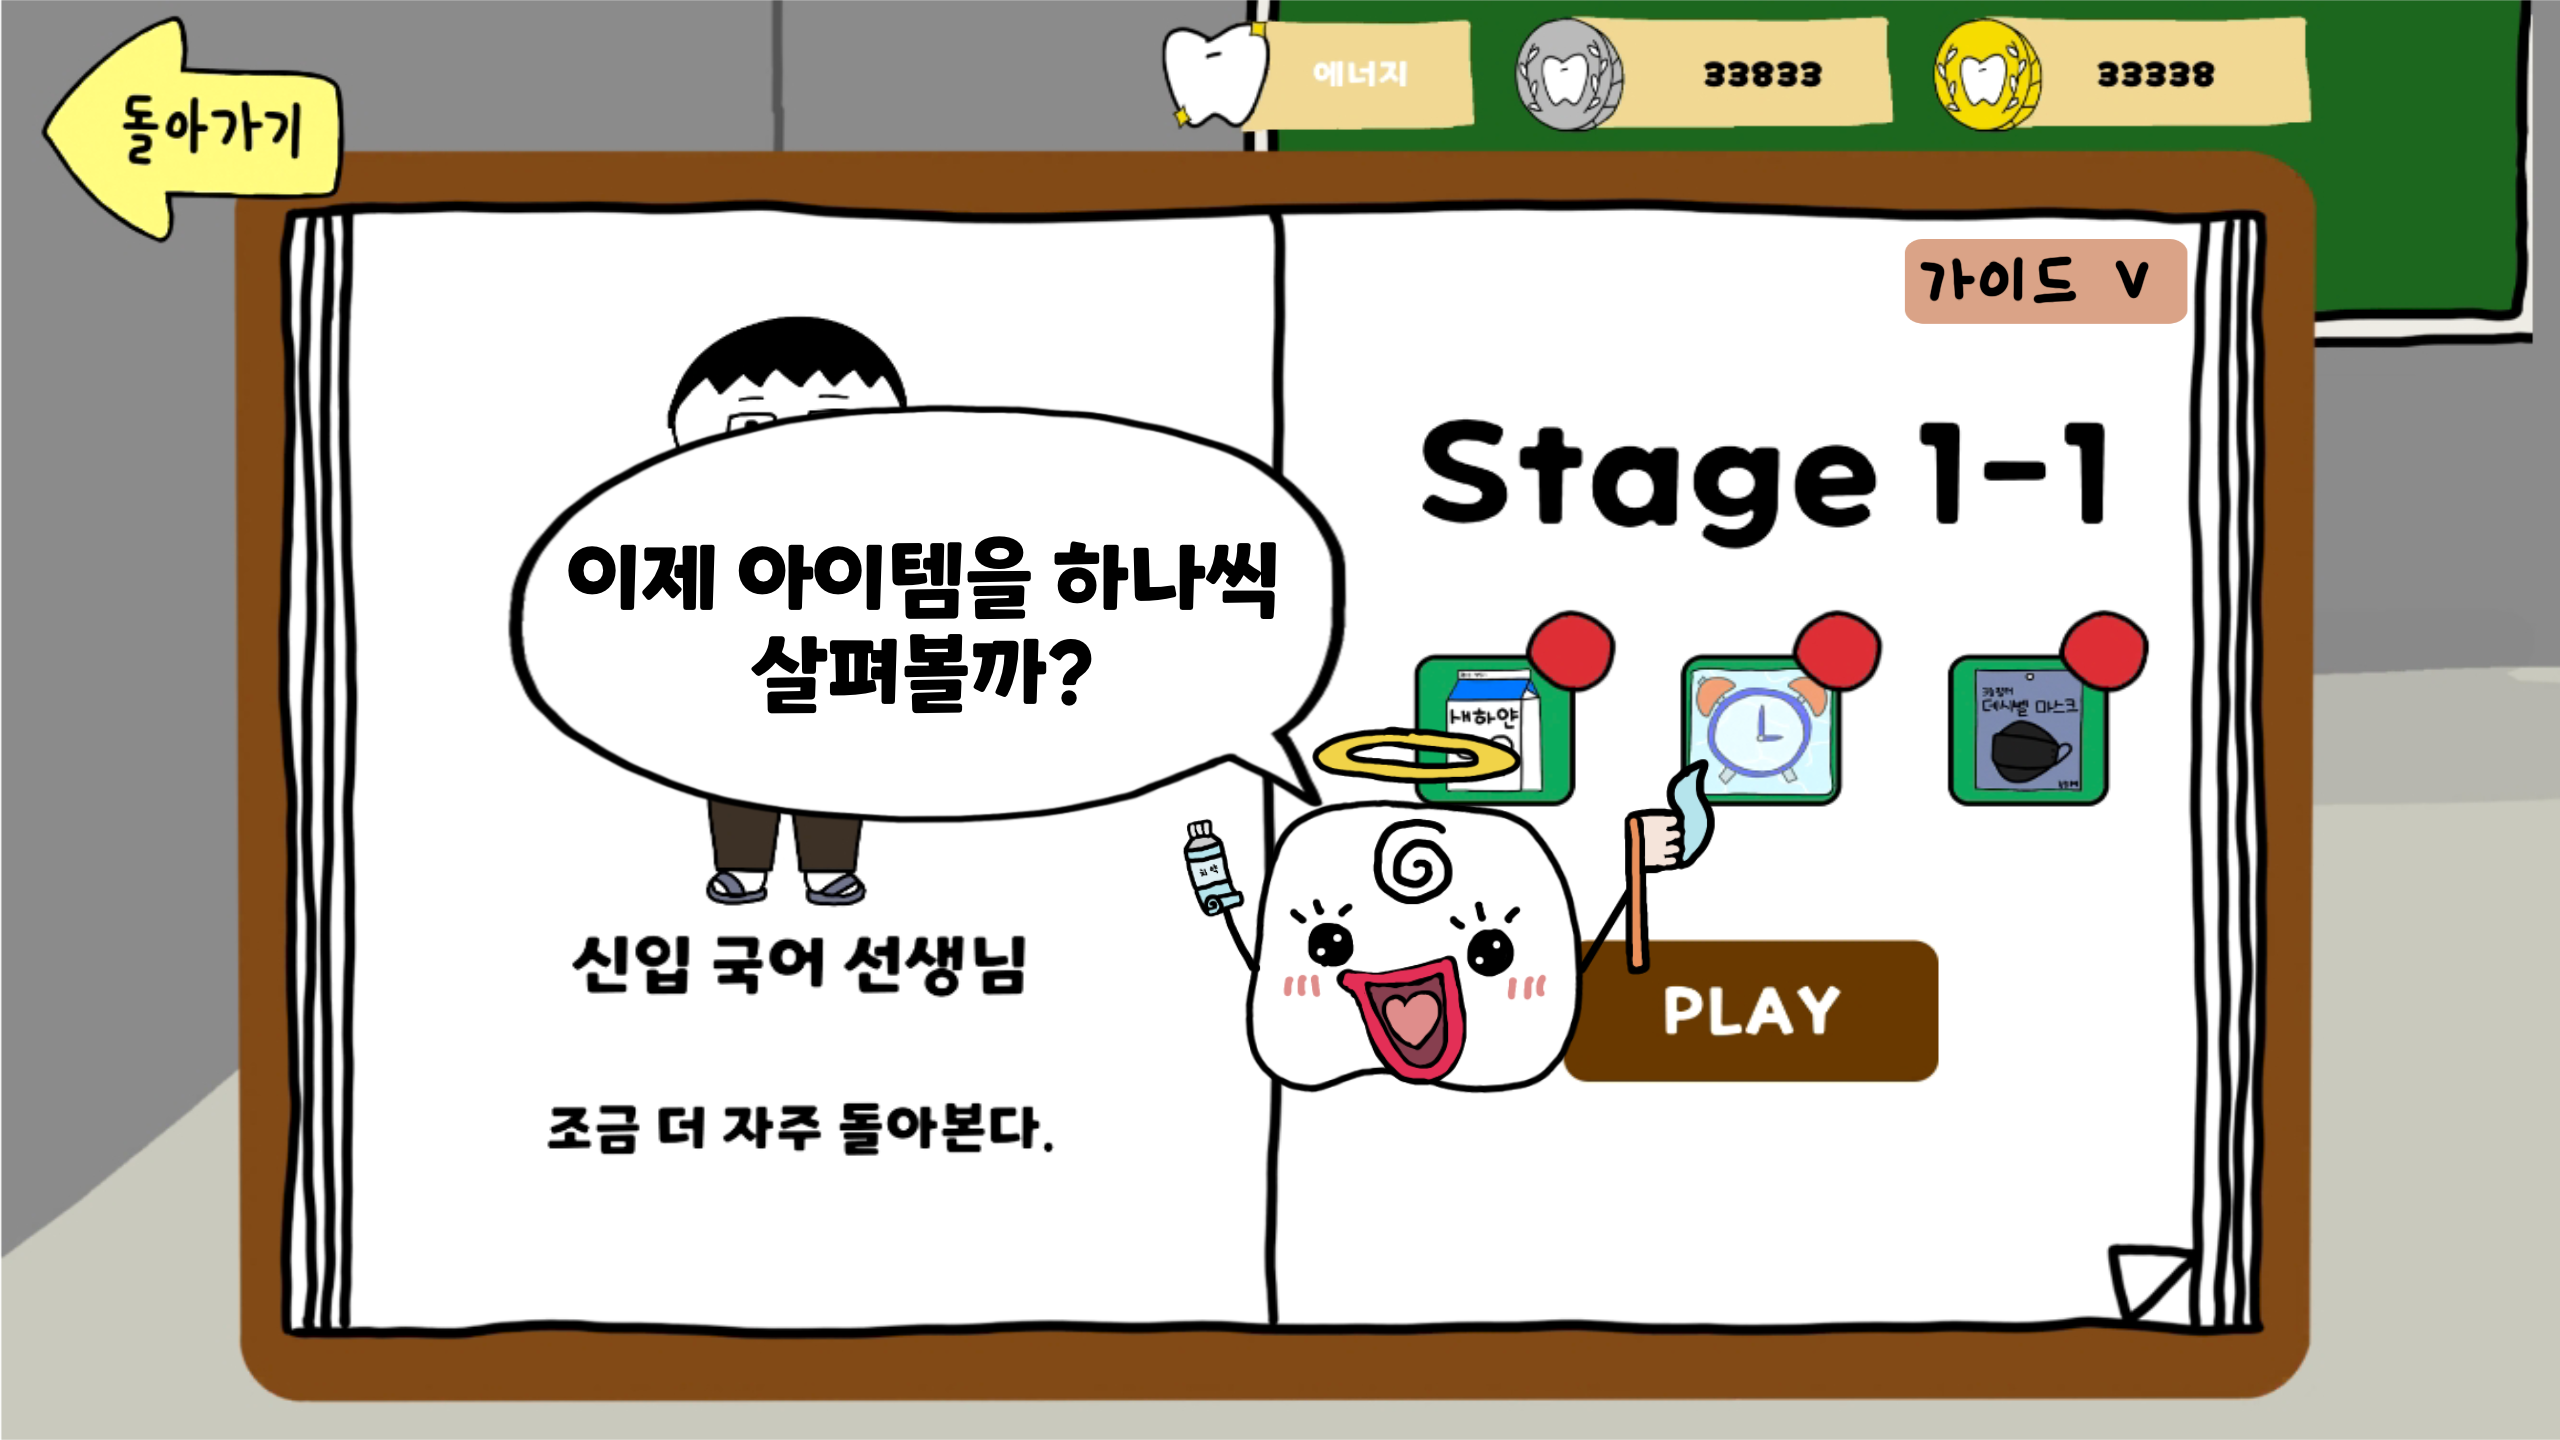 돌아가기
에너지
33833
33338
가이드 V
Stage 1-1
이제 아이템을 하나씩
살펴볼까?
새하얀
데시벨 마스크
치약
신입 국어 선생님
PLAY
조금 더 자주 돌아본다.